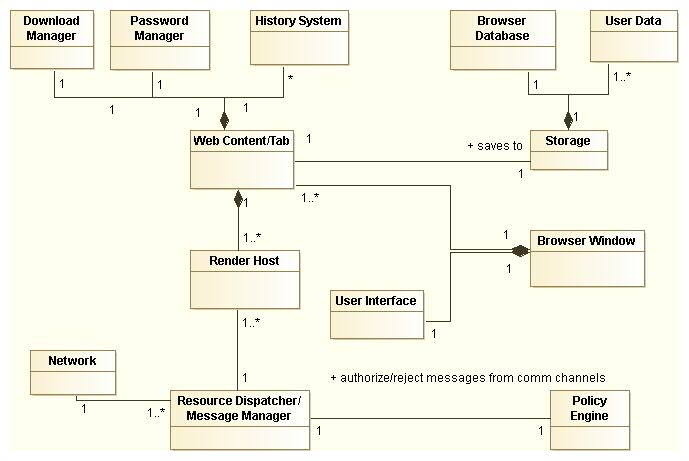 Download
Manager
Password
Manager
History System
Browser
Database
User Data
1
1
*
1
1..*
1
1
1
1
Web Content/Tab
1
+ saves to
Storage
1
1
1..*
1..*
1
Browser Window
1
Render Host
User Interface
1
1..*
Network
1
+ authorize/reject messages from comm channels
1
1..*
Resource Dispatcher/
Message Manager
1
1
Policy
Engine